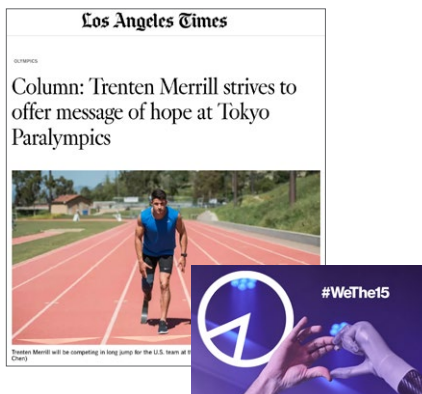 Los Angeles Times
OLYMPICS
Column: Trenten Merrill strives to
offer message of hope at Tokyo
Paralympics
Trenten Merrill will be competing in long jump for the U.S. team at
Chen)
#WeThe15